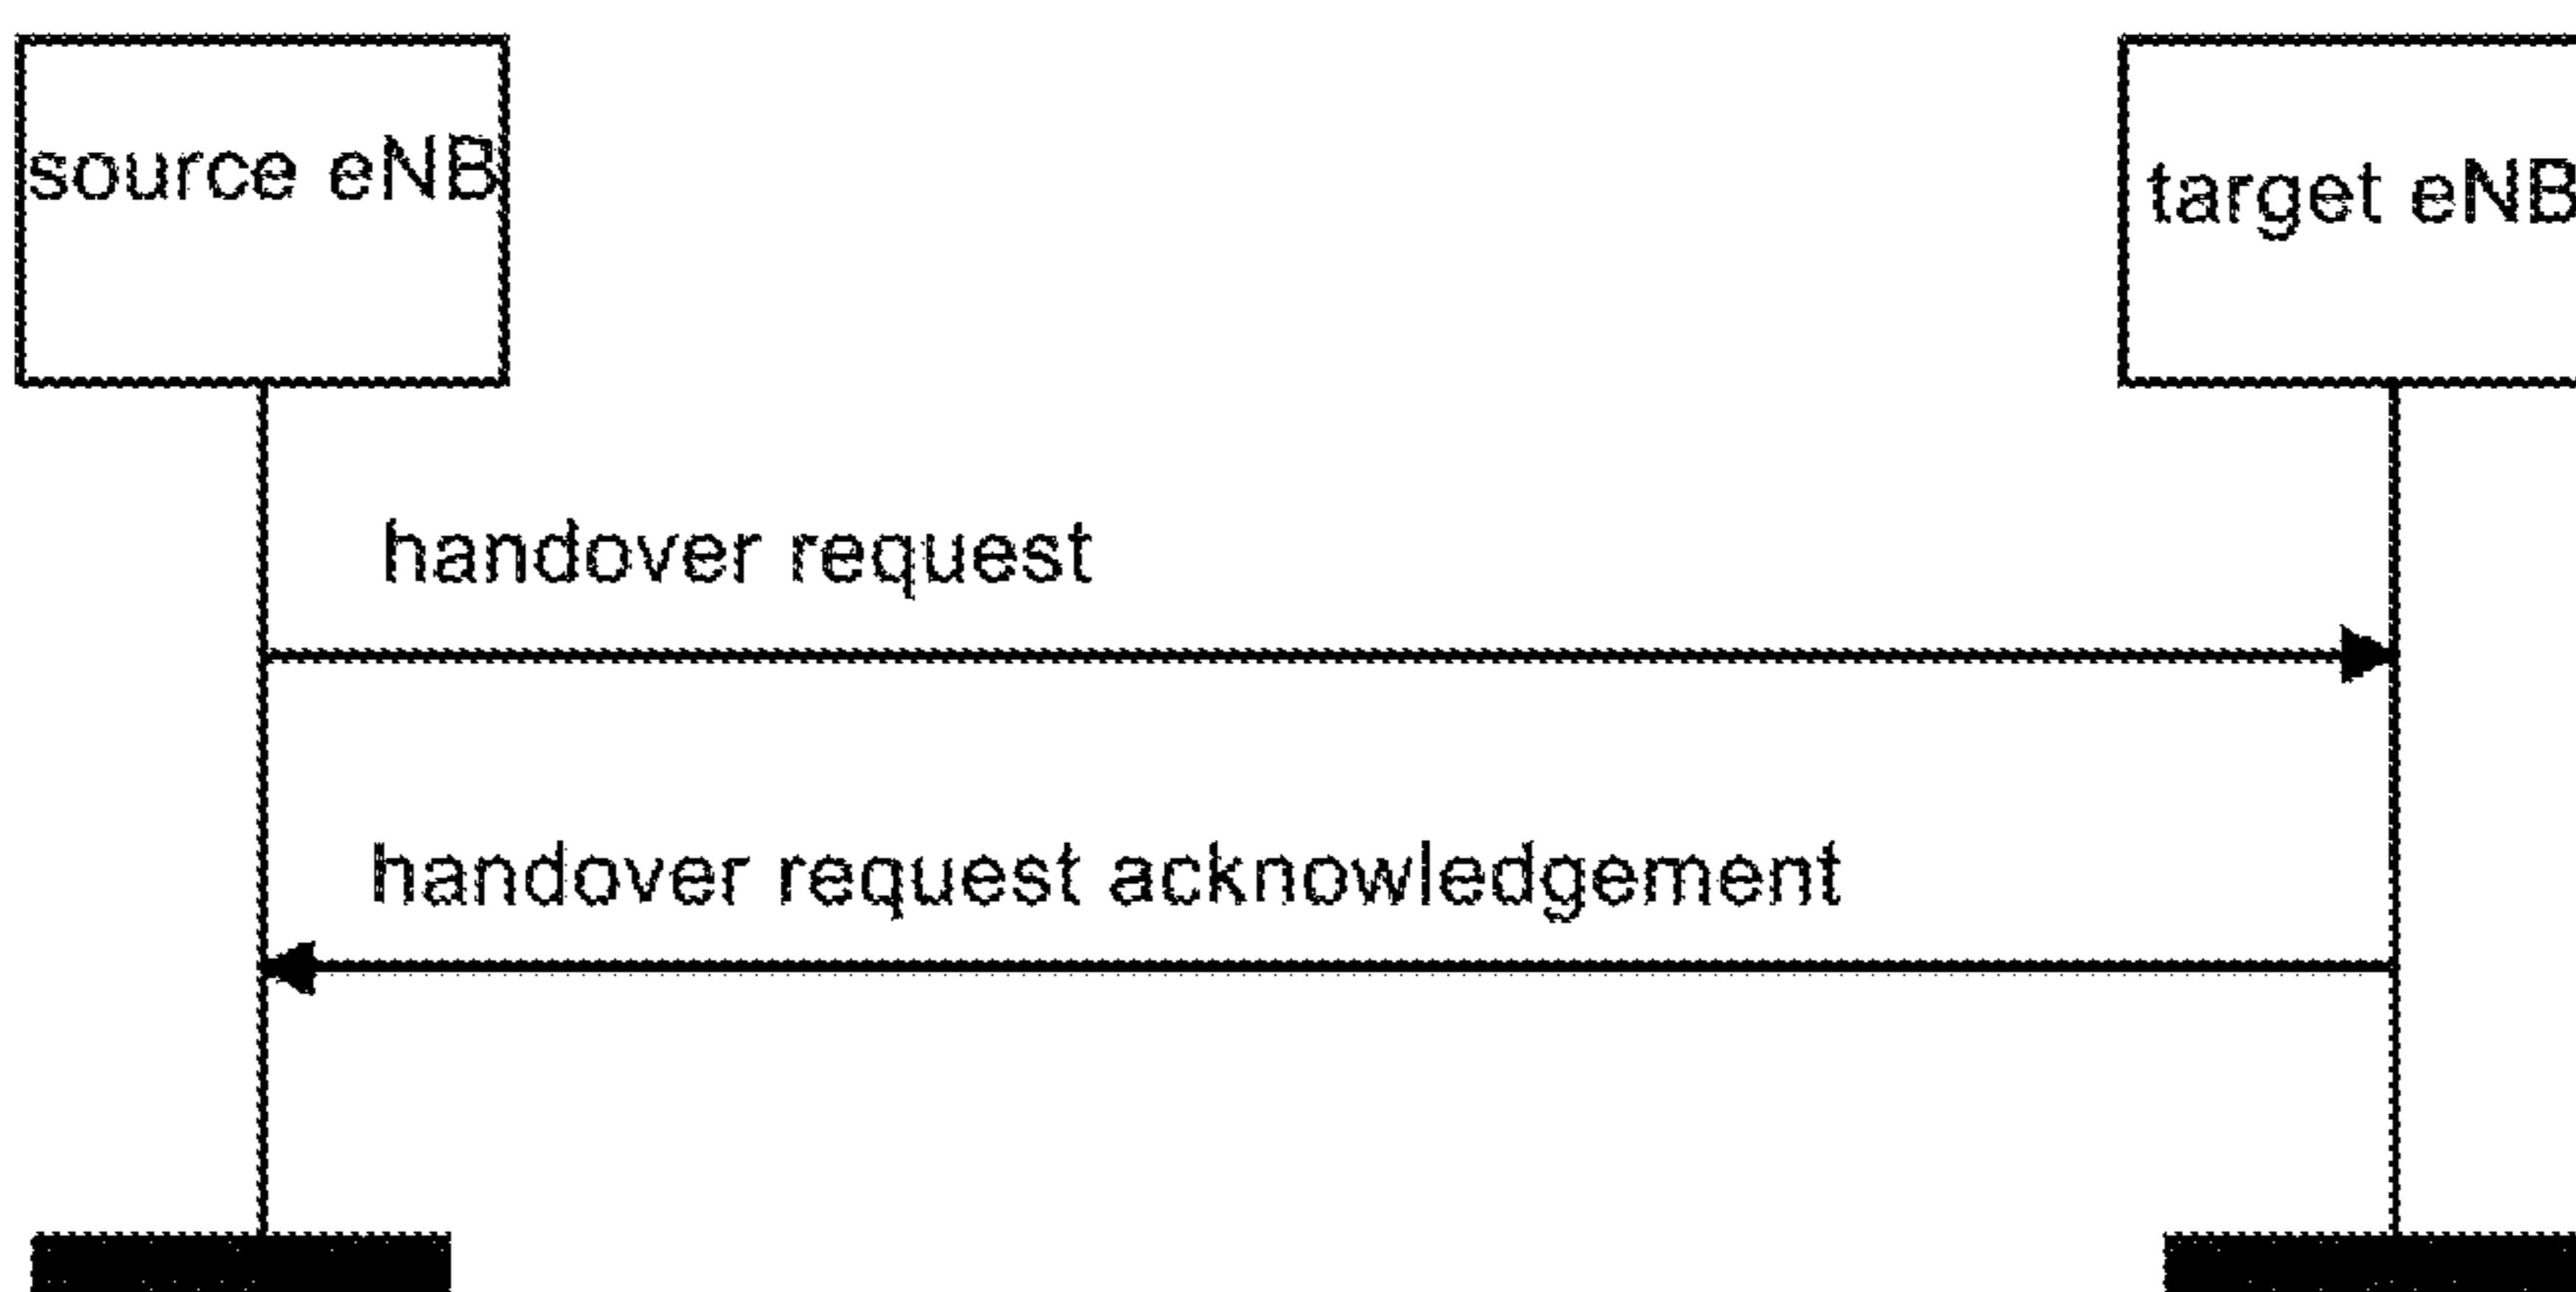 source eNB
target eNB
handover request
handover request acknowledgement